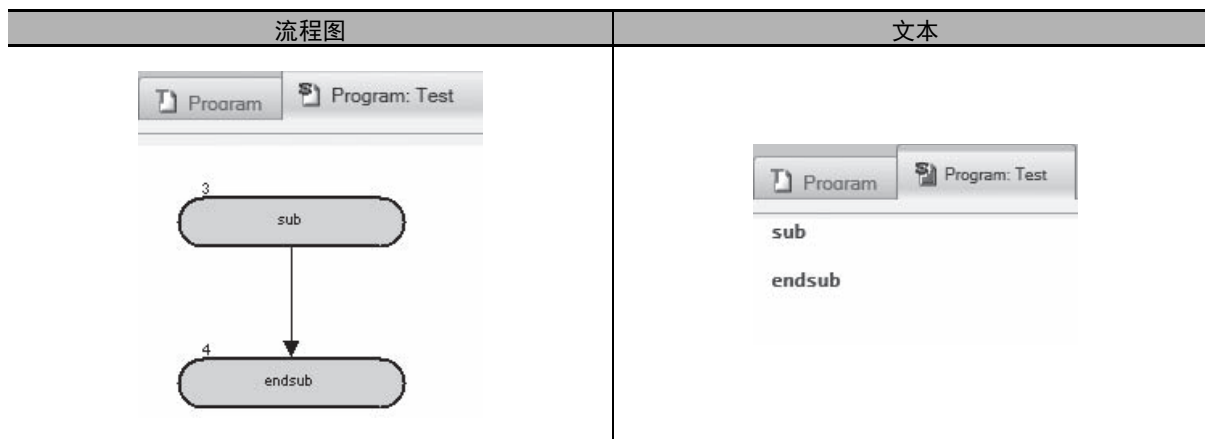 流程图
文本
Program
Program: Test
3
sub
4
endsub
Program
Program: Test
sub
endsub